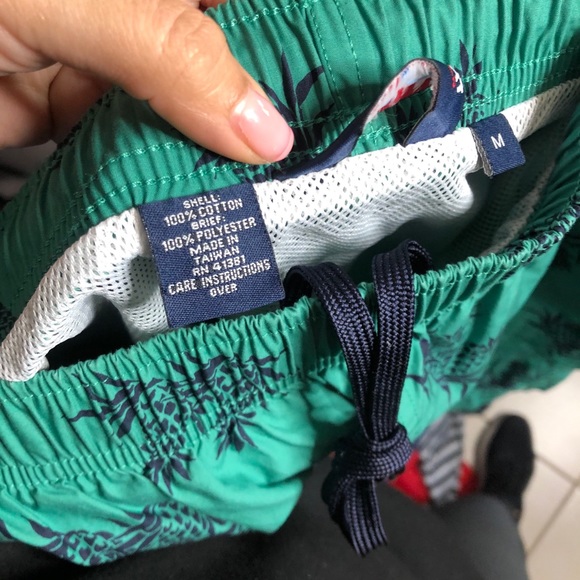 SHELL:
100% COTTON
BRIEF:
100% POLYESTER
MADE IN
TAIWAN
RN 41381
CARE INSTRUCTIONS
OVER
M